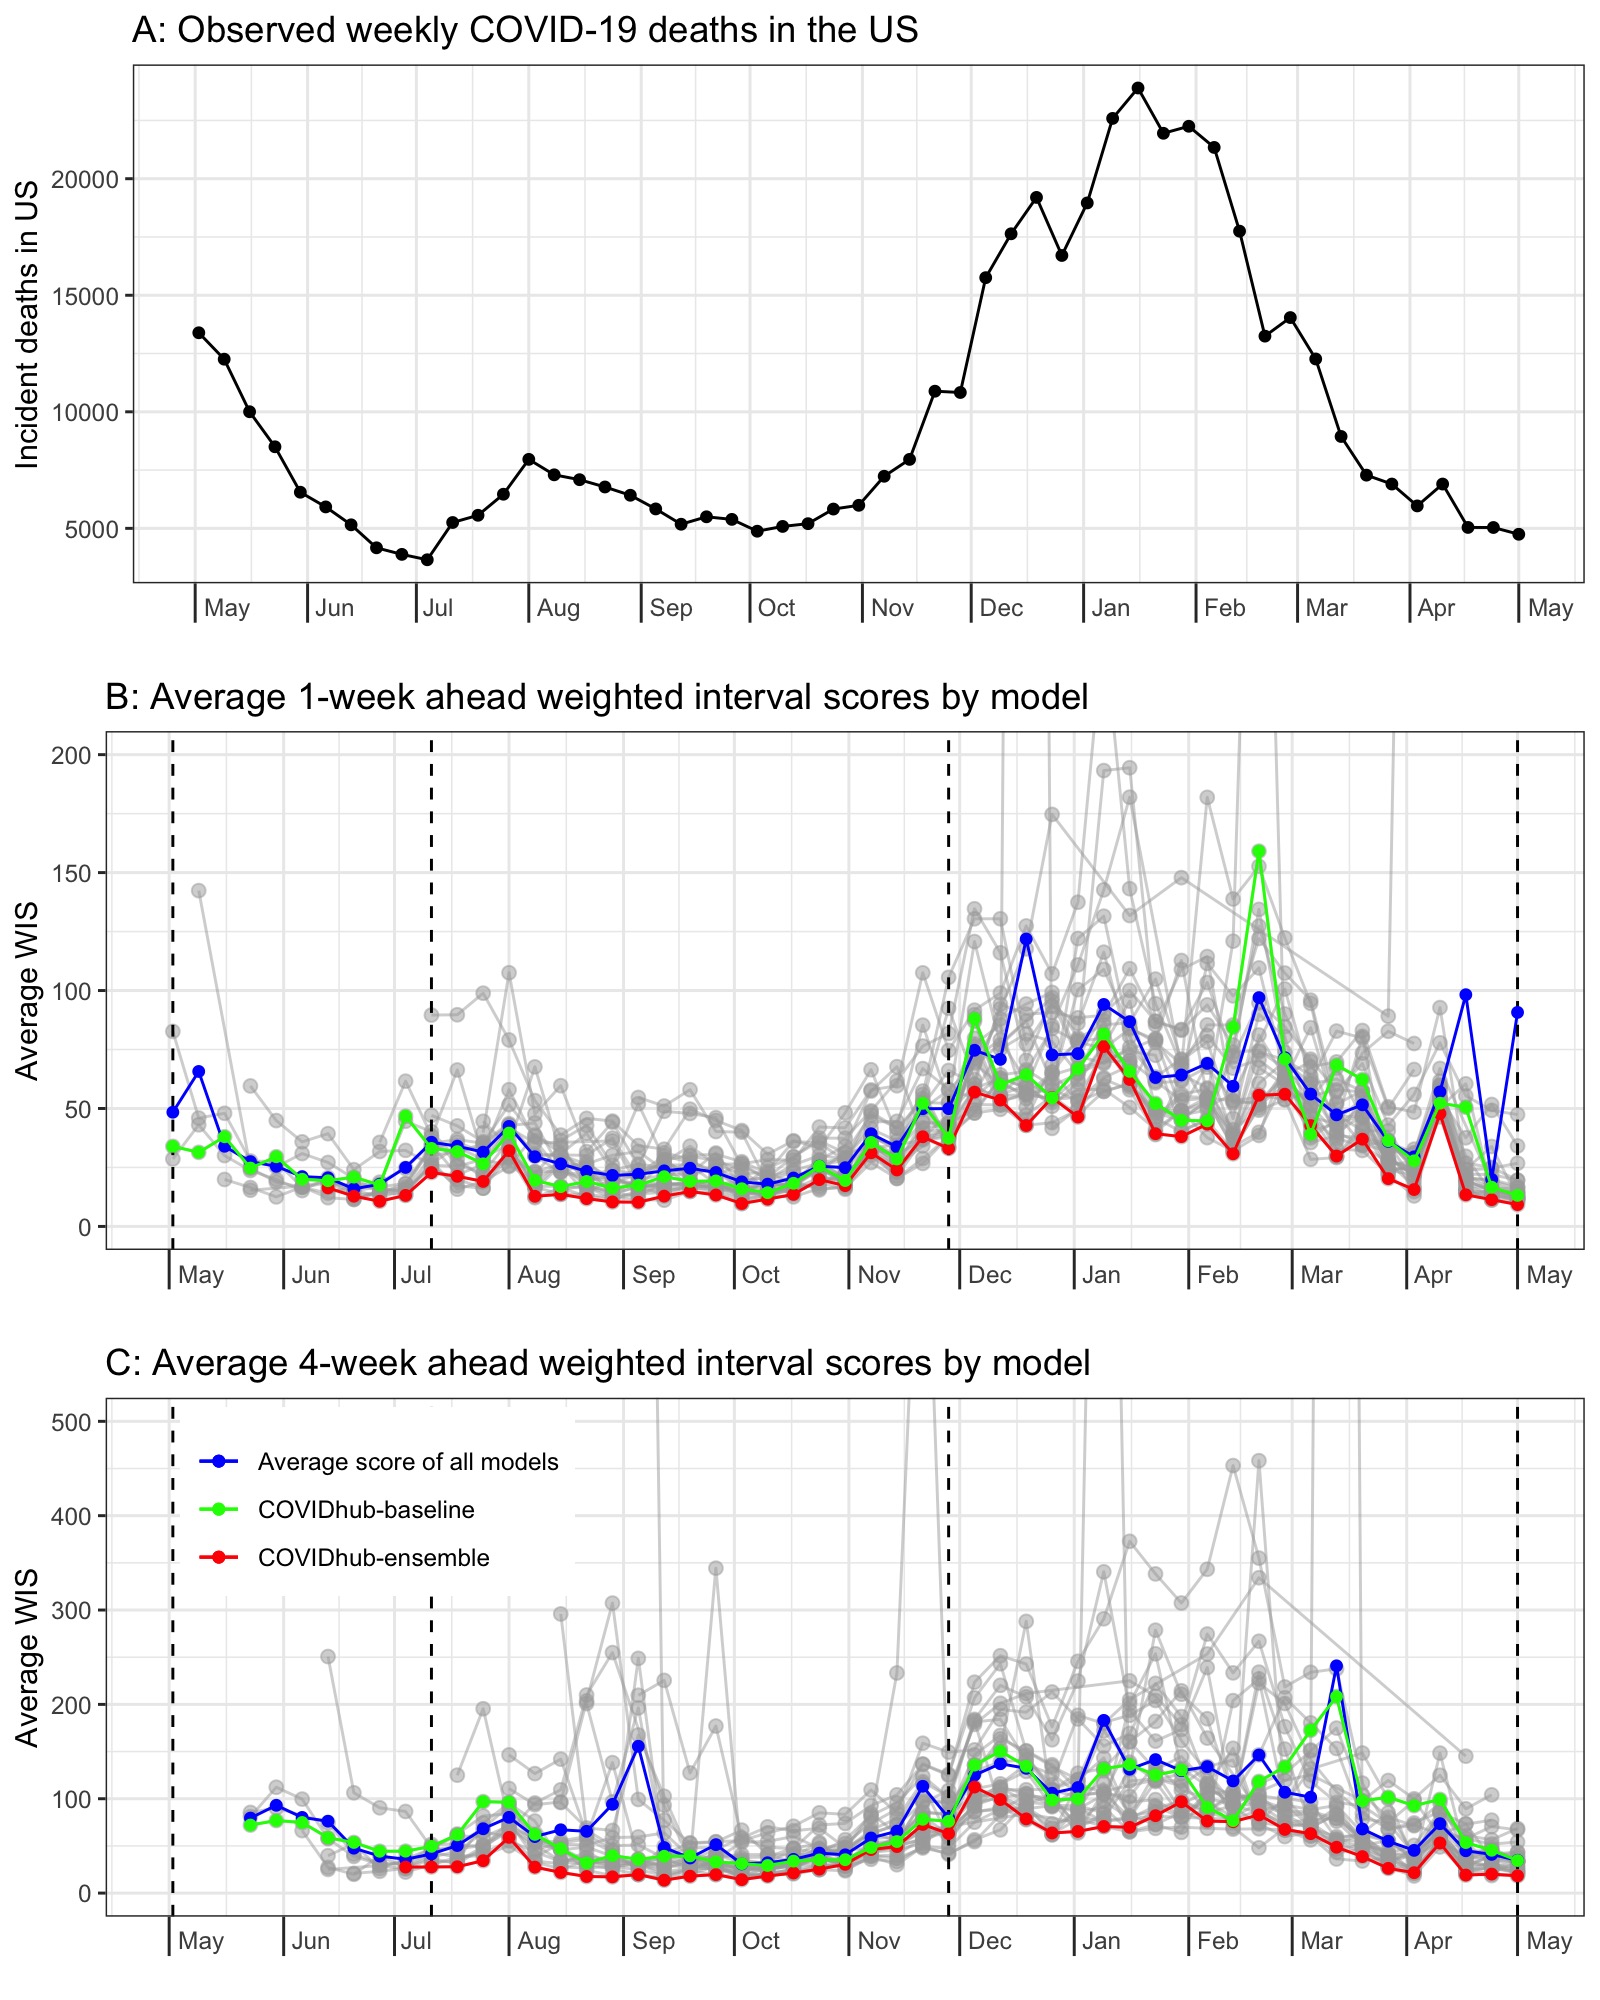 A: Observed weekly COVID-19 deaths in the US
Incident deaths in US
20000
15000
10000
5000
May Jun Jul Aug Sep Oct Nov Dec Jan Feb Mar Apr May
B: Average 1-week ahead weighted interval scores by model
Average WIS
200
150
100
50
0
May Jun Jul Aug Sep Oct Nov Dec Jan Feb Mar Apr May
C: Average 4-week ahead weighted interval scores by model
Average WIS
500
400
300
200
100
0
Average score of all models
COVIDhub-baseline
COVIDhub-ensemble
May Jun Jul Aug Sep Oct Nov Dec Jan Feb Mar Apr May